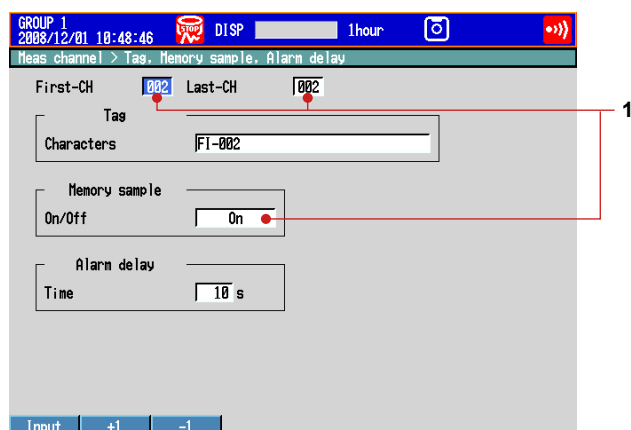 GROUP 1
2008/12/01 10:48:46 STOP DISP 1hour
Meas channel > Tag, Memory sample, Alarm delay
First-CH 002 Last-CH 002
1
Tag
Characters FI-002
Memory sample
On/Off On
Alarm delay
Time 10 s
Input +1 -1